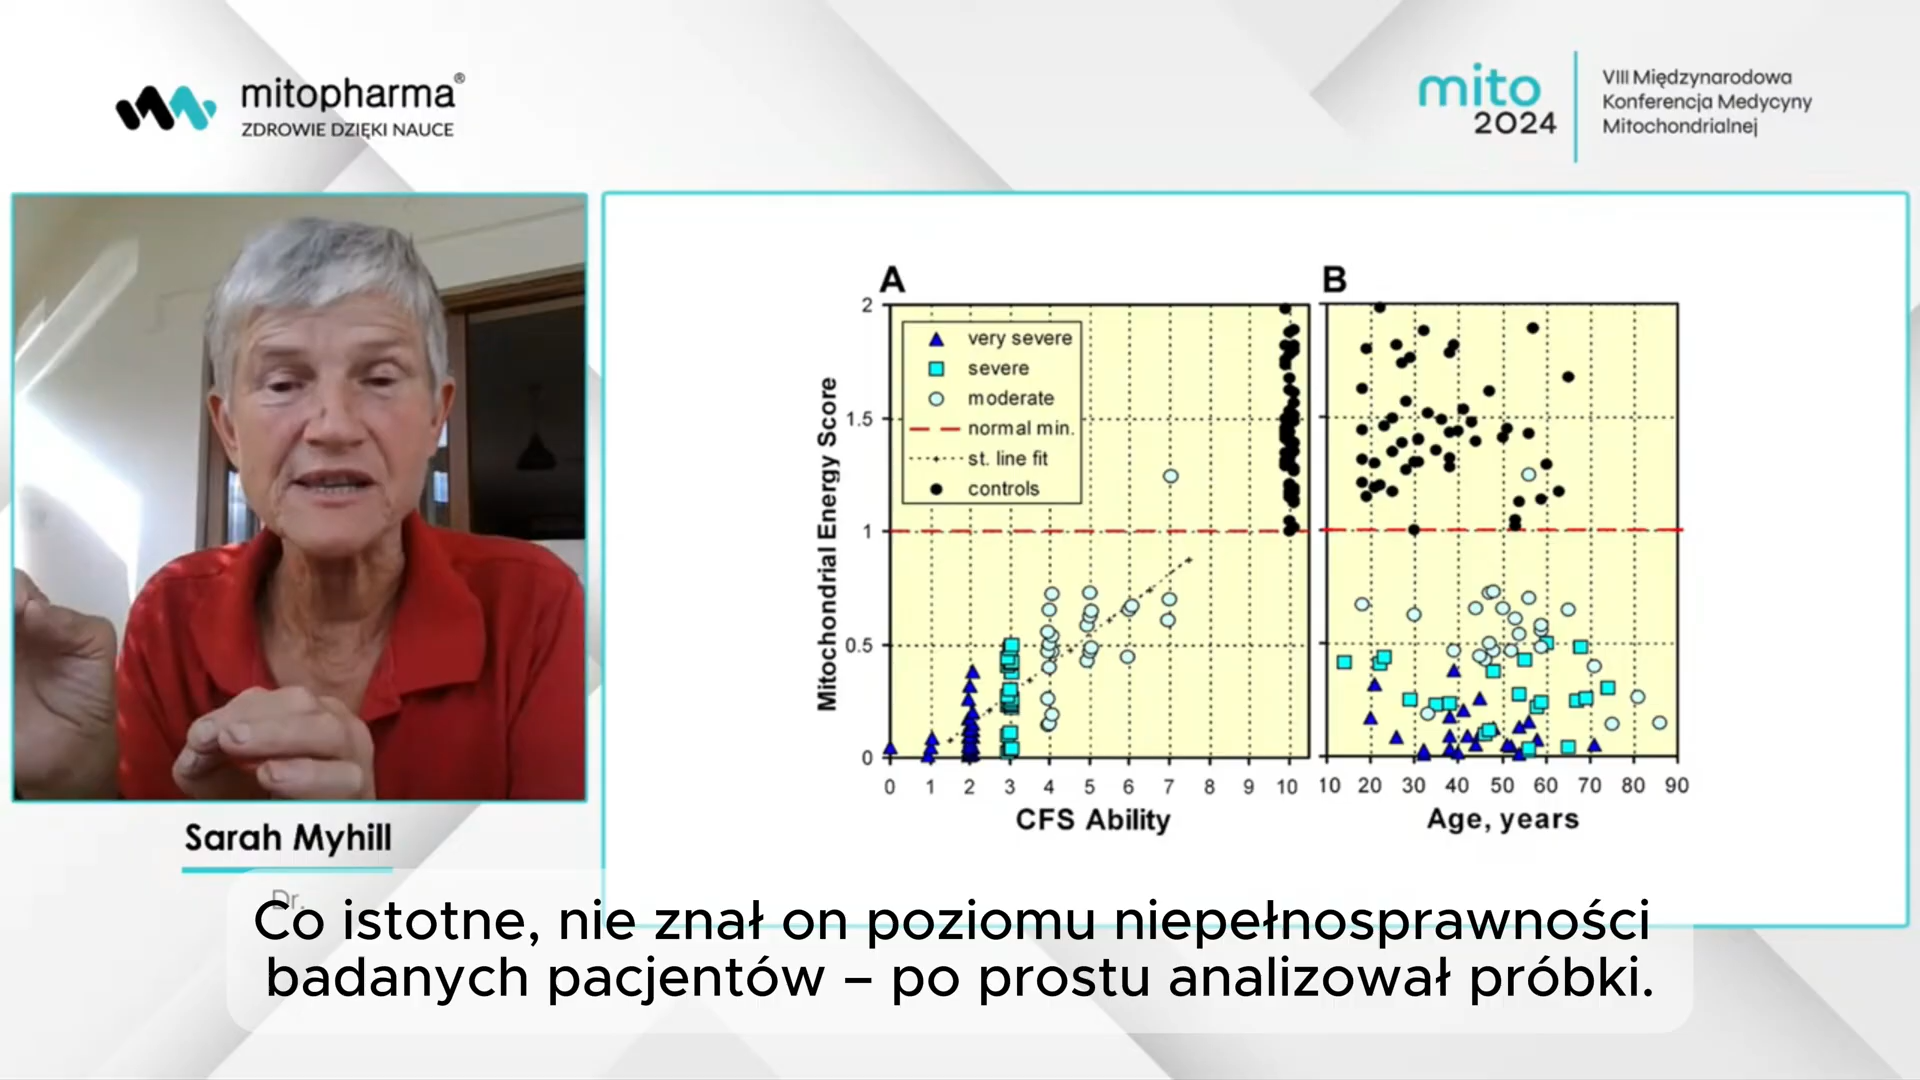 mitopharma®
ZDROWIE DZIĘKI NAUCE
mito
2024
VIII Międzynarodowa
Konferencja Medycyny
Mitochondrialnej
A
B
Mitochondrial Energy Score
2
1.5
1
0.5
0
very severe
severe
moderate
normal min.
st. line fit
controls
0 1 2 3 4 5 6 7 8 9 10
CFS Ability
10 20 30 40 50 60 70 80 90
Age, years
Sarah Myhill
Dr.
Co istotne, nie znał on poziomu niepełnosprawności
badanych pacjentów – po prostu analizował próbki.